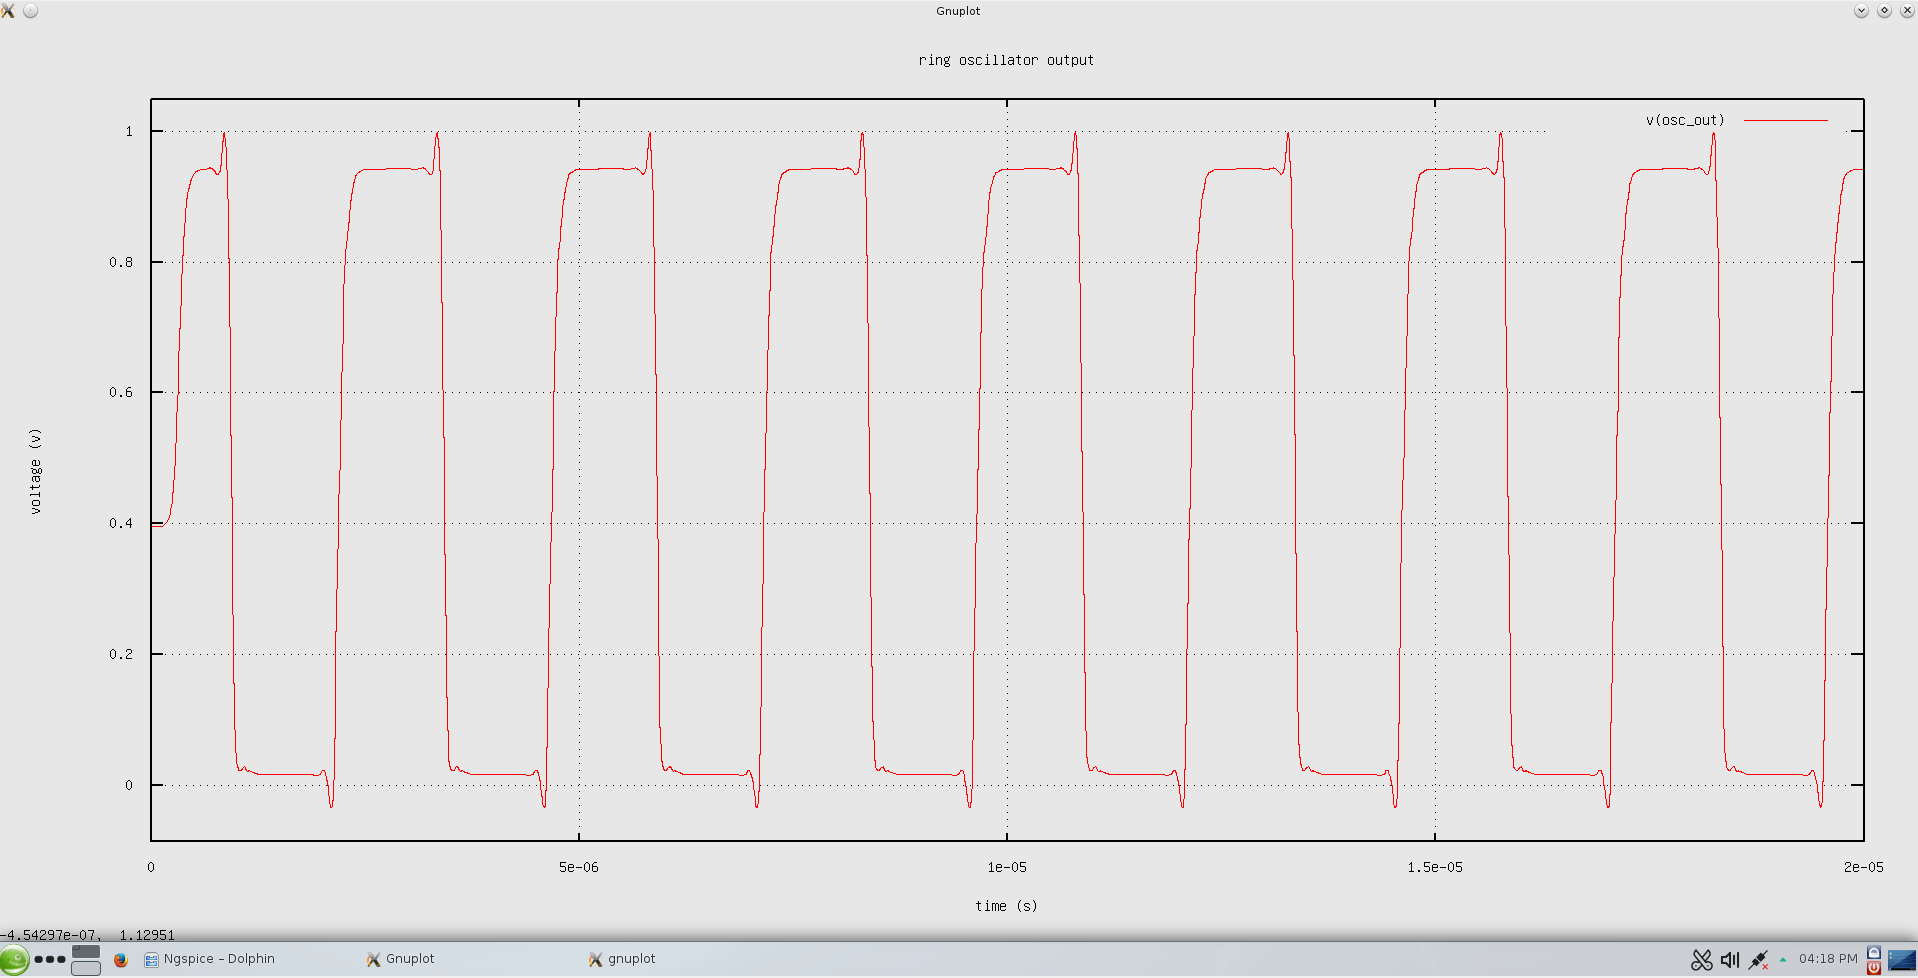 Gnuplot
ring oscillator output
v(osc_out)
1
0.8
0.6
0.4
0.2
0
voltage (v)
0 5e-06 1e-05 1.5e-05 2e-05
time (s)
-4.54297e-07, 1.12951
Ngspice – Dolphin Gnuplot gnuplot 04:18 PM